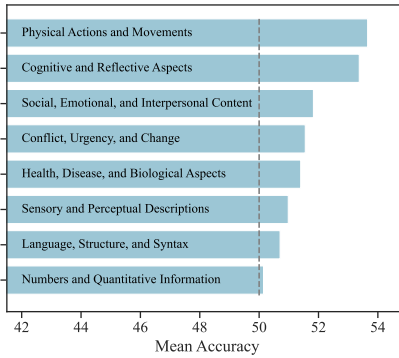 Physical Actions and Movements
Cognitive and Reflective Aspects
Social, Emotional, and Interpersonal Content
Conflict, Urgency, and Change
Health, Disease, and Biological Aspects
Sensory and Perceptual Descriptions
Language, Structure, and Syntax
Numbers and Quantitative Information
42 44 46 48 50 52 54
Mean Accuracy